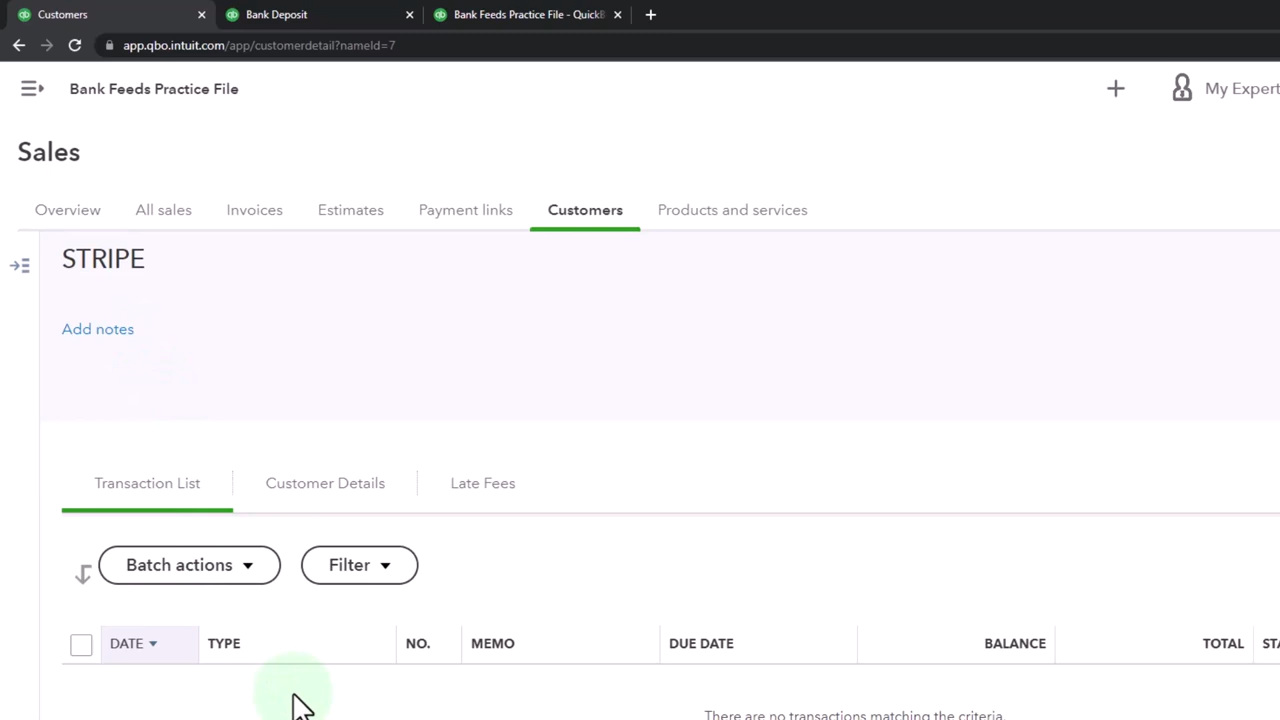 Customers
Bank Deposit
Bank Feeds Practice File - QuickB
app.qbo.intuit.com/app/customerdetail?nameId=7
Bank Feeds Practice File
My Expert
Sales
Overview All sales Invoices Estimates Payment links Customers Products and services
STRIPE
Add notes
Transaction List Customer Details Late Fees
Batch actions Filter
DATE TYPE NO. MEMO DUE DATE BALANCE TOTAL STA
There are no transactions matching the criteria.